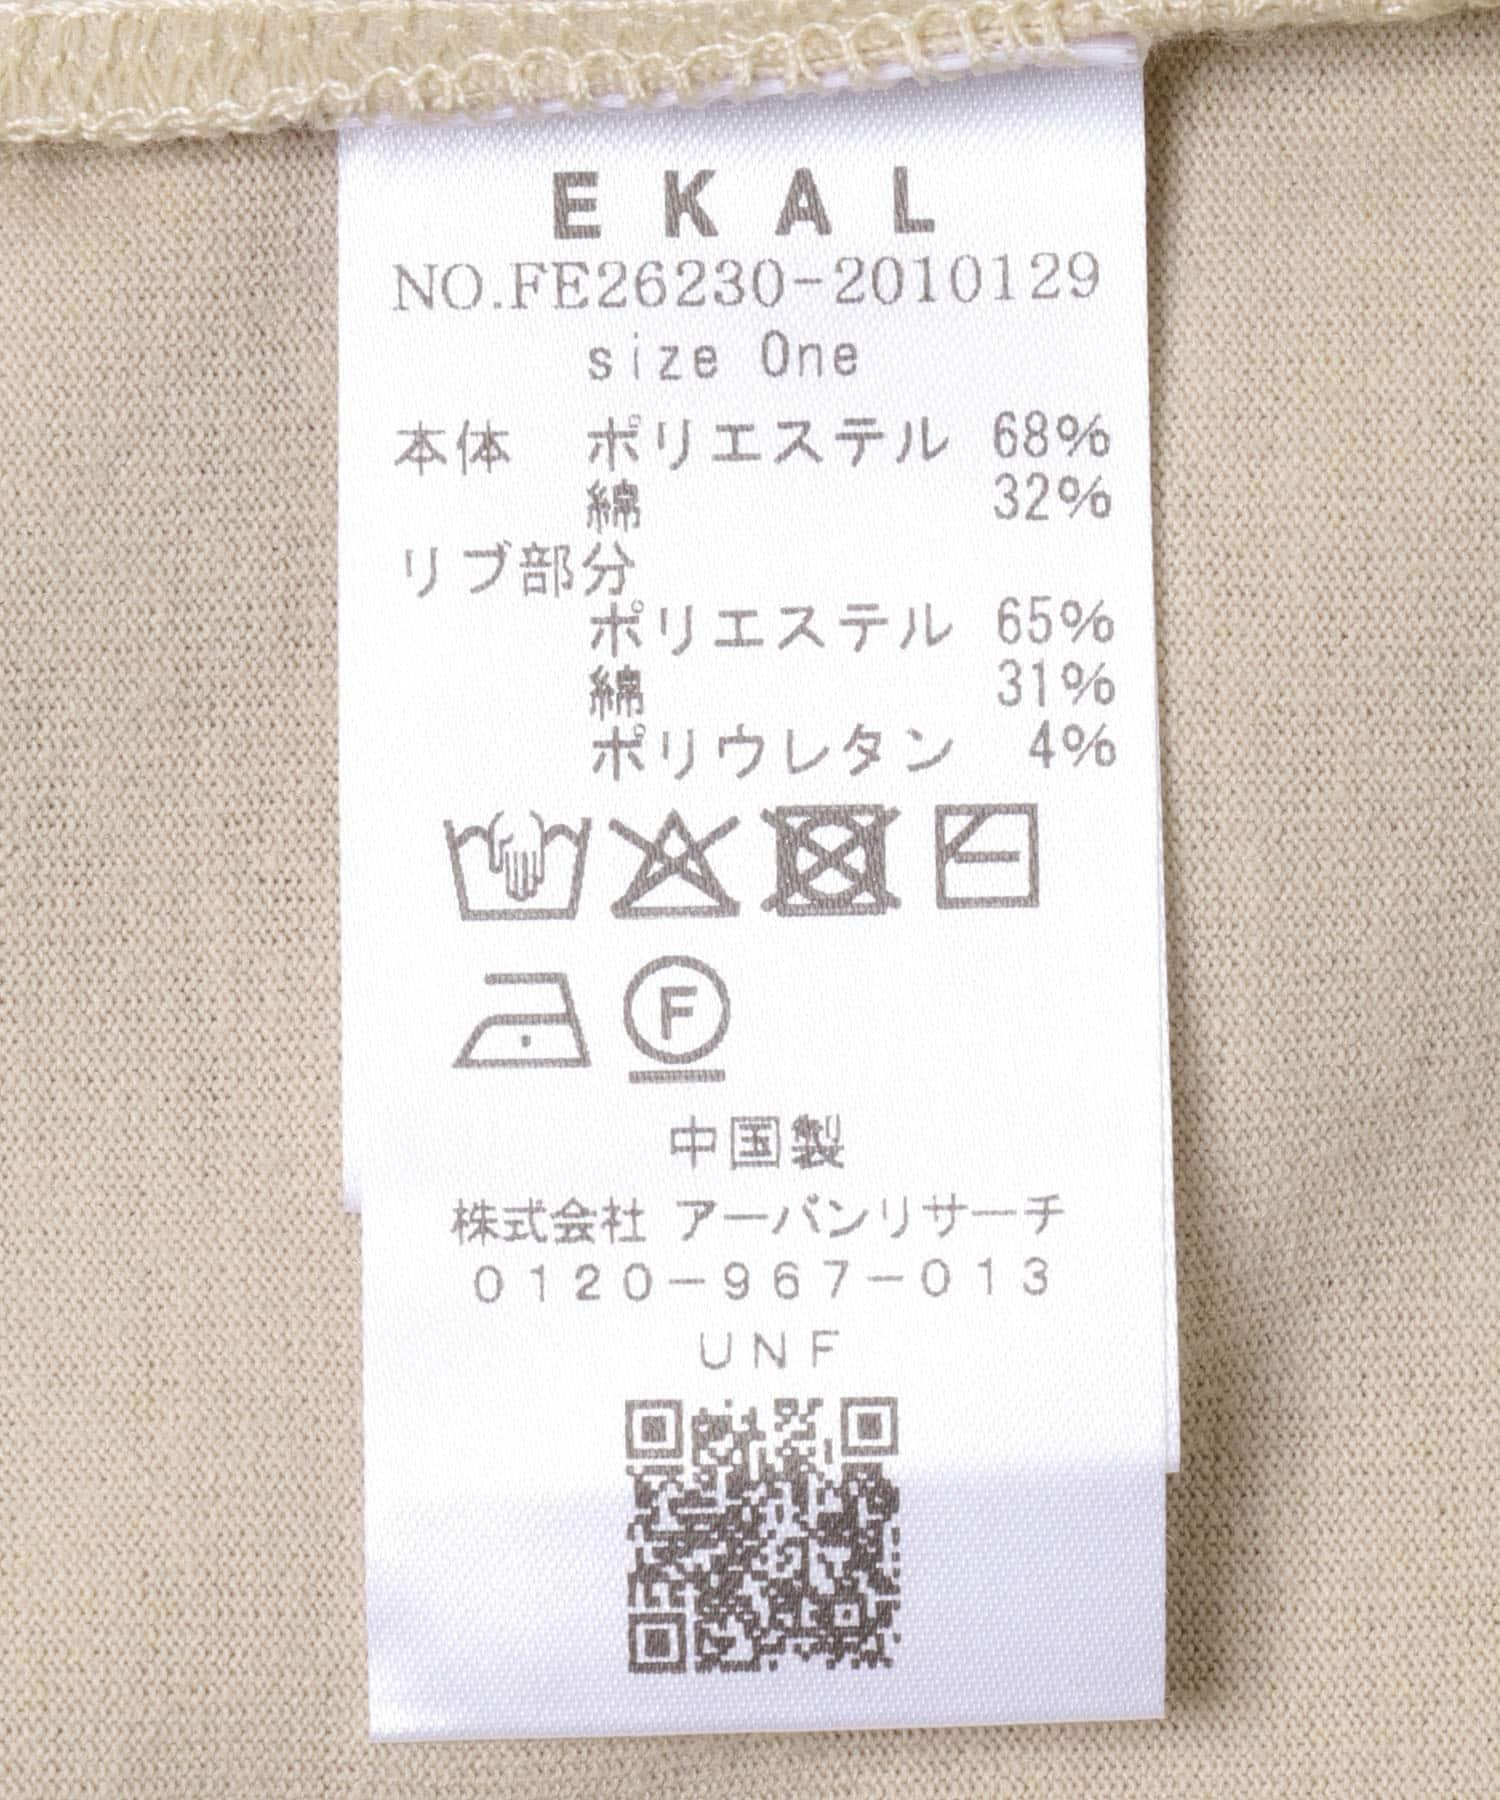 EKAL
NO.FE26230-2010129
size One
本体 ポリエステル 68%
綿 32%
リブ部分
ポリエステル 65%
綿 31%
ポリウレタン 4%
F
中国製
株式会社 アーバンリサーチ
0120-967-013
UNF